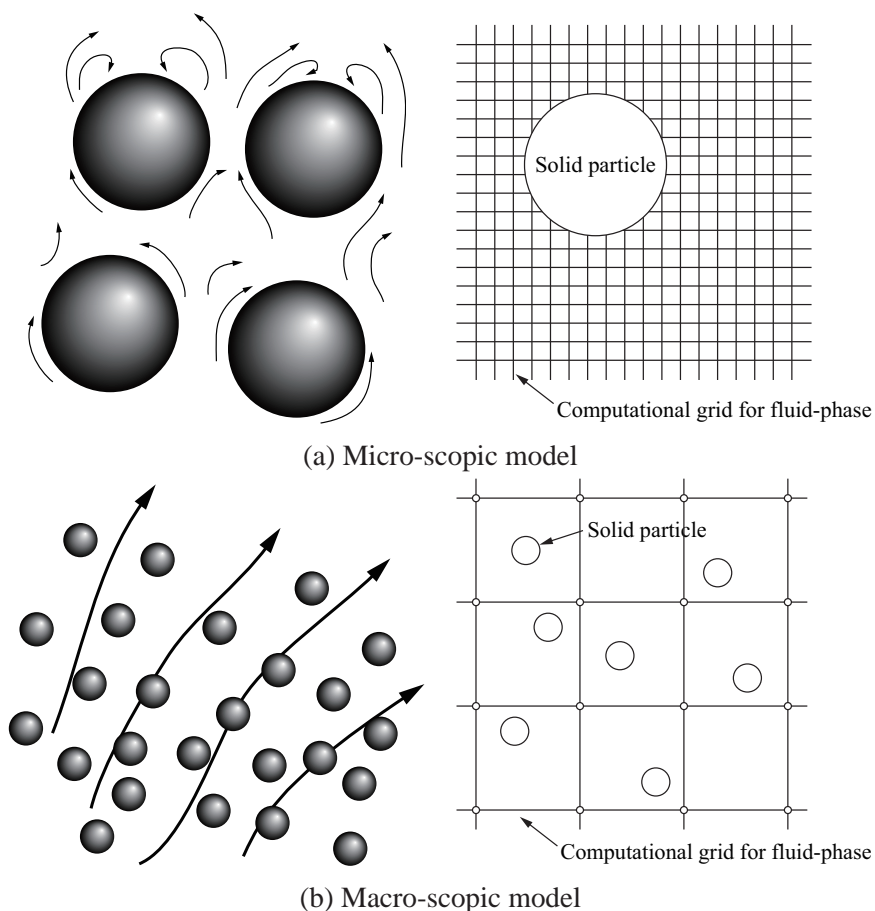 Solid particle
Computational grid for fluid-phase
(a) Micro-scopic model
Solid particle
Computational grid for fluid-phase
(b) Macro-scopic model